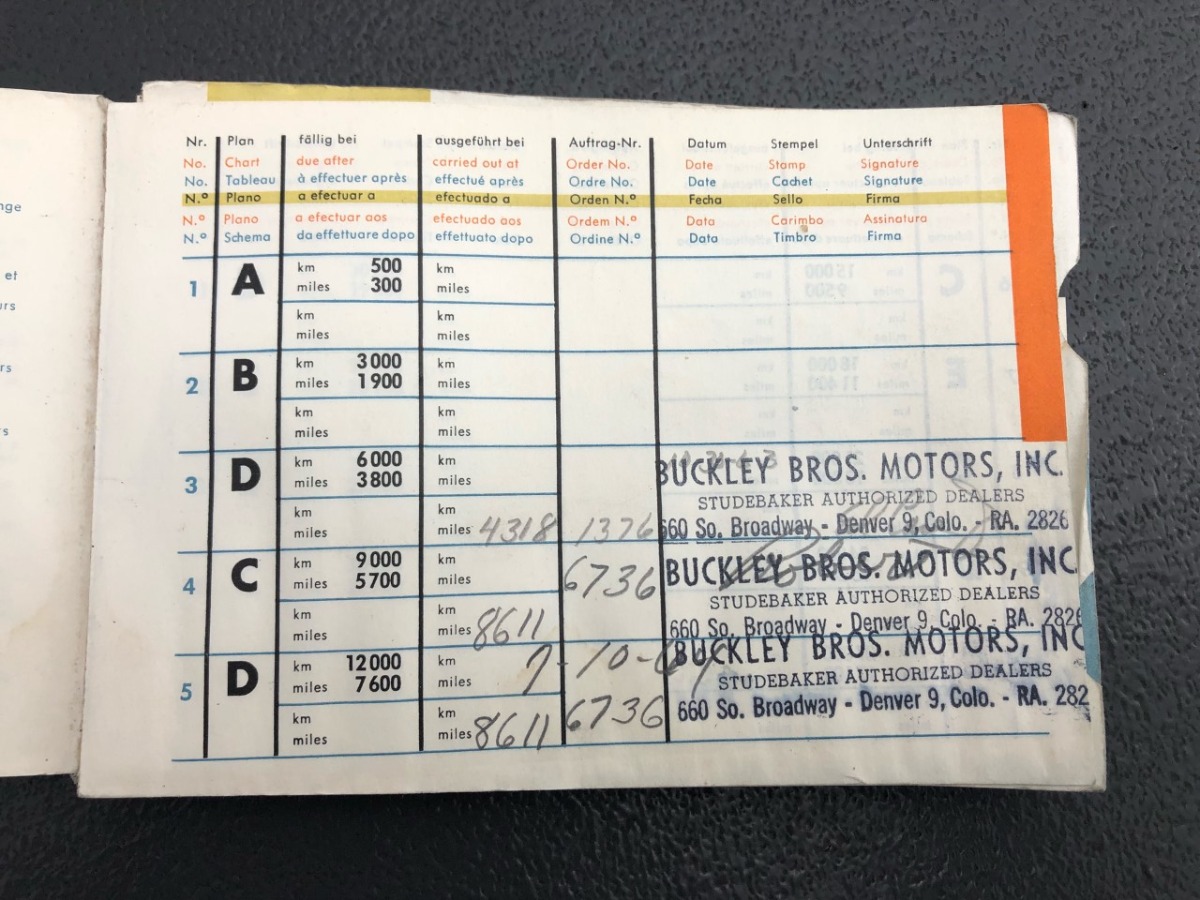 nge
et
urs
rs
s
Nr. Plan fällig bei ausgeführt bei Auftrag-Nr. Datum Stempel Unterschrift
No. Chart due after carried out at Order No. Date Stamp Signature
No. Tableau à effectuer après effectué après Ordre No. Date Cachet Signature
N.º Plano a efectuar a efectuado a Orden N.º Fecha Sello Firma
N.º Plano a efectuar aos efectuado aos Ordem N.º Data Carimbo Assinatura
N.º Schema da effettuare dopo effettuato dopo Ordine N.º Data Timbro Firma
1 A km 500 km
miles 300 miles
km km
miles miles
2 B km 3000 km
miles 1900 miles
km km
miles miles
3 D km 6000 km
miles 3800 miles
BUCKLEY BROS. MOTORS, INC.
STUDEBAKER AUTHORIZED DEALERS
km km
miles miles 4318 1376 660 So. Broadway - Denver 9, Colo. - RA. 2826
4 C km 9000 km
miles 5700 miles 6736 BUCKLEY BROS. MOTORS, INC
STUDEBAKER AUTHORIZED DEALERS
km km
miles miles 8611 660 So. Broadway - Denver 9, Colo. - RA. 2826
5 D km 12000 km 7-10-64 BUCKLEY BROS. MOTORS, INC
miles 7600 miles STUDEBAKER AUTHORIZED DEALERS
km km 6736 660 So. Broadway - Denver 9, Colo. - RA. 282
miles miles 8611